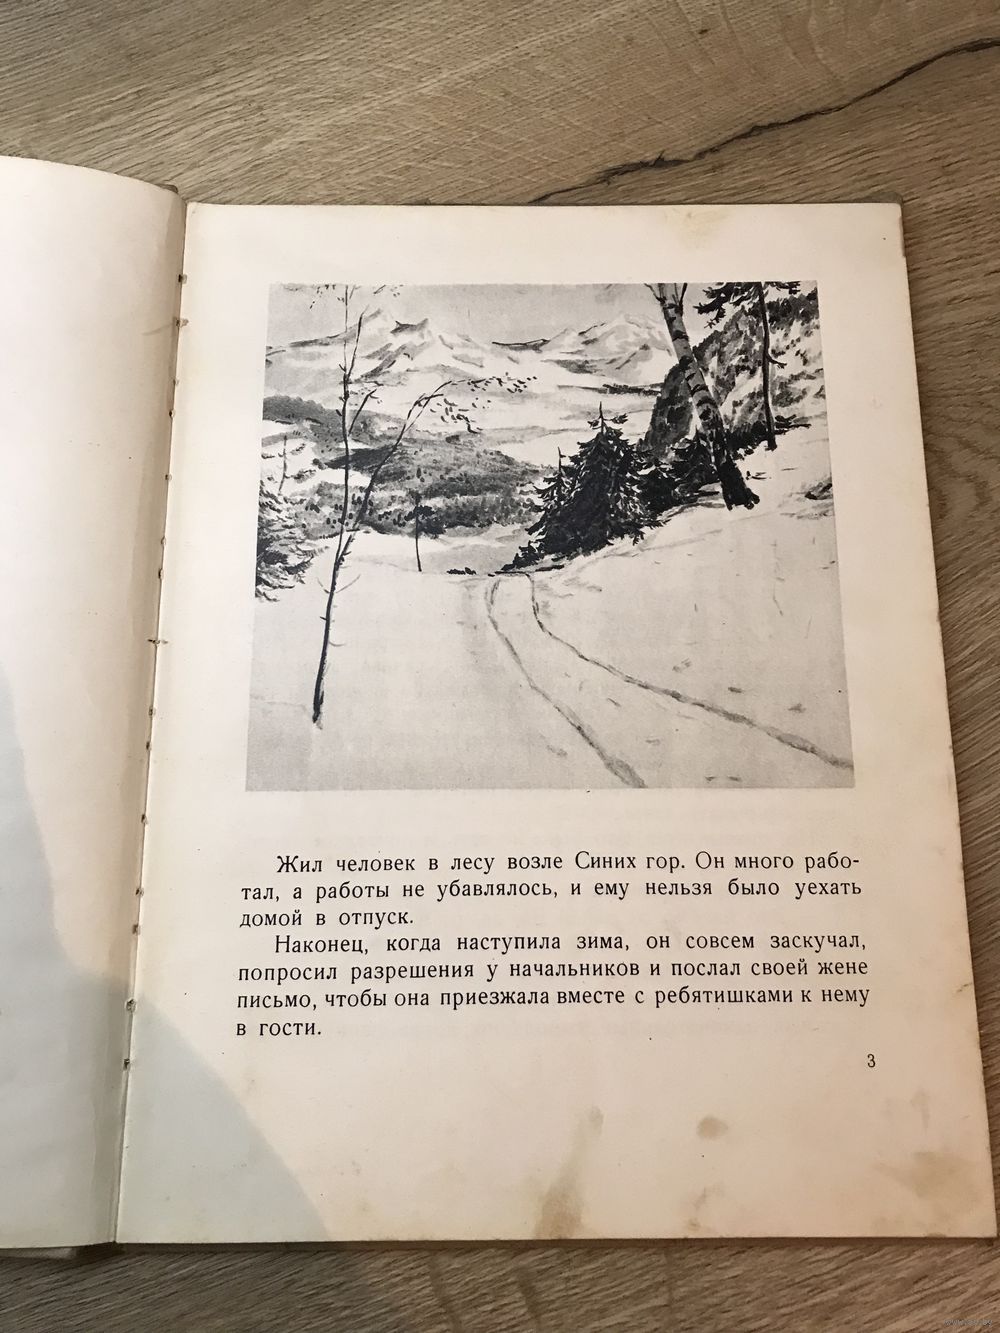 Жил человек в лесу возле Синих гор. Он много рабо-
тал, а работы не убавлялось, и ему нельзя было уехать
домой в отпуск.
Наконец, когда наступила зима, он совсем заскучал,
попросил разрешения у начальников и послал своей жене
письмо, чтобы она приезжала вместе с ребятишками к нему
в гости.
3